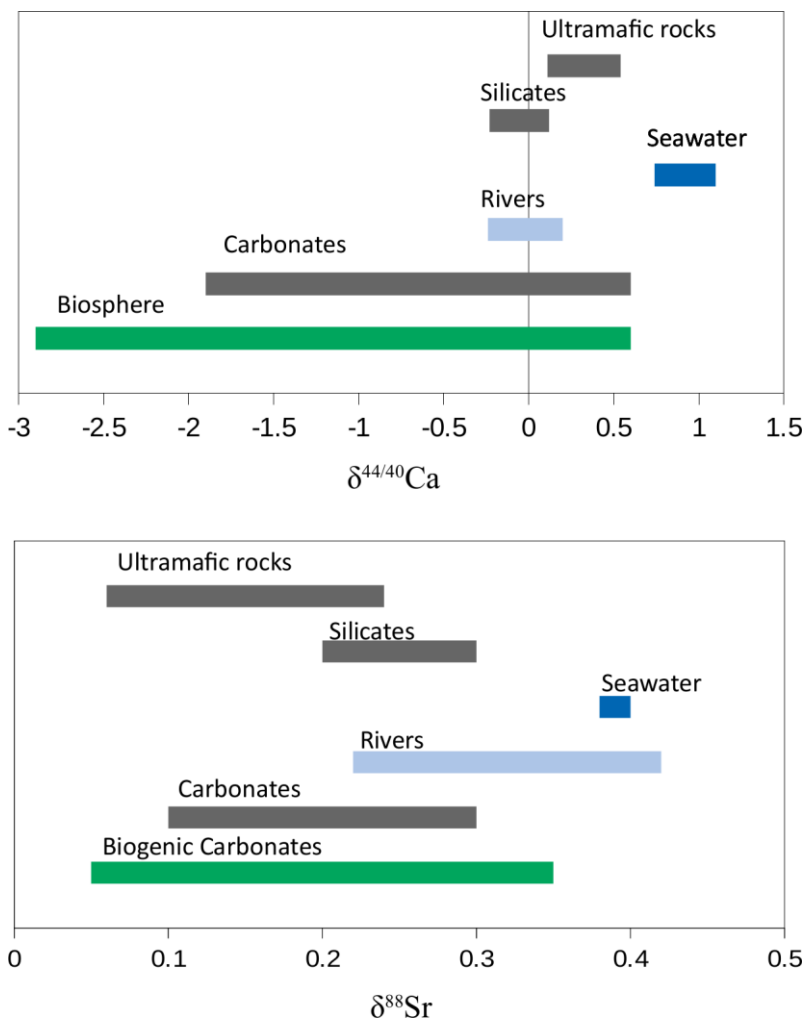 Ultramafic rocks
Silicates
Seawater
Rivers
Carbonates
Biosphere
-3 -2.5 -2 -1.5 -1 -0.5 0 0.5 1 1.5
δ44/40Ca
Ultramafic rocks
Silicates
Seawater
Rivers
Carbonates
Biogenic Carbonates
0 0.1 0.2 0.3 0.4 0.5
δ88Sr